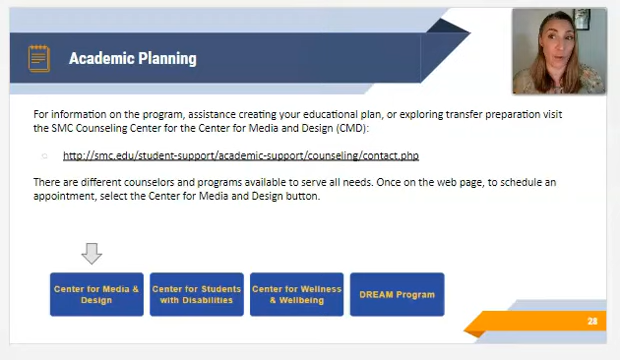 Academic Planning
For information on the program, assistance creating your educational plan, or exploring transfer preparation visit
the SMC Counseling Center for the Center for Media and Design (CMD):
http://smc.edu/student-support/academic-support/counseling/contact.php
There are different counselors and programs available to serve all needs. Once on the web page, to schedule an
appointment, select the Center for Media and Design button.
Center for Media &
Design
Center for Students
with Disabilities
Center for Wellness
& Wellbeing
DREAM Program
28